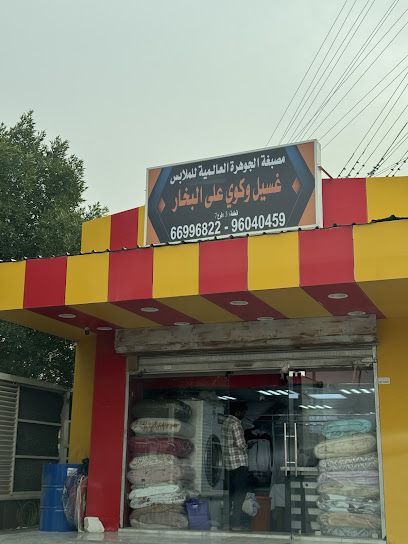 مصبغة الجوهرة العالمية للملابس
غسيل وكوي على البخار
66996822 - 96040459